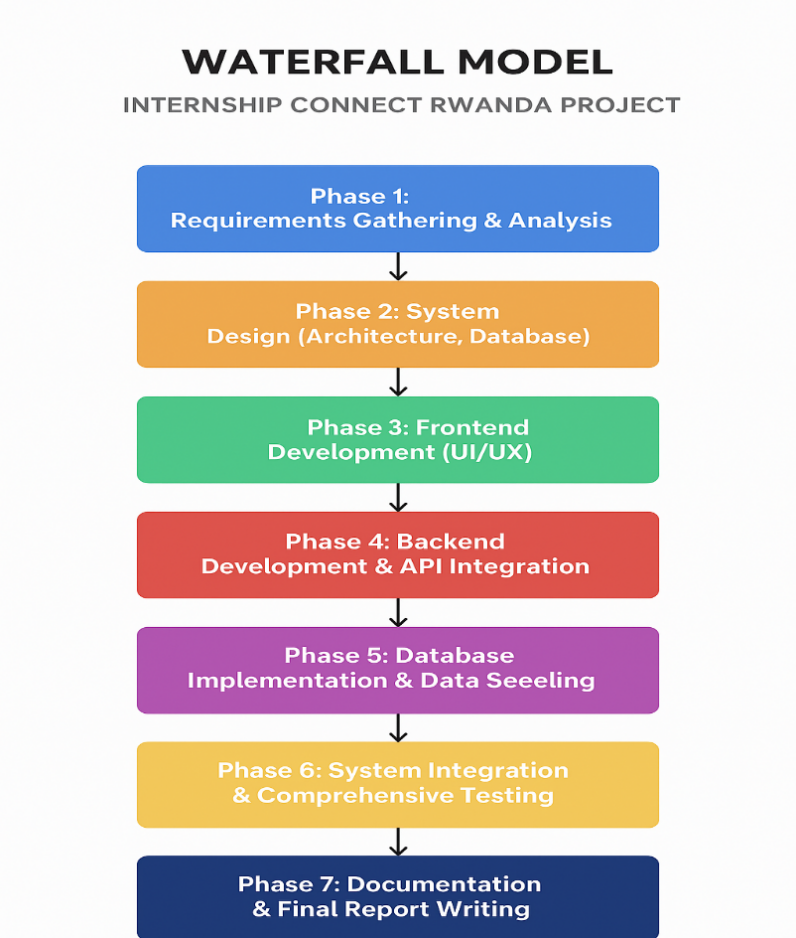 WATERFALL MODEL
INTERNSHIP CONNECT RWANDA PROJECT
Phase 1:
Requirements Gathering & Analysis
Phase 2: System
Design (Architecture, Database)
Phase 3: Frontend
Development (UI/UX)
Phase 4: Backend
Development & API Integration
Phase 5: Database
Implementation & Data Seeeling
Phase 6: System Integration
& Comprehensive Testing
Phase 7: Documentation
& Final Report Writing